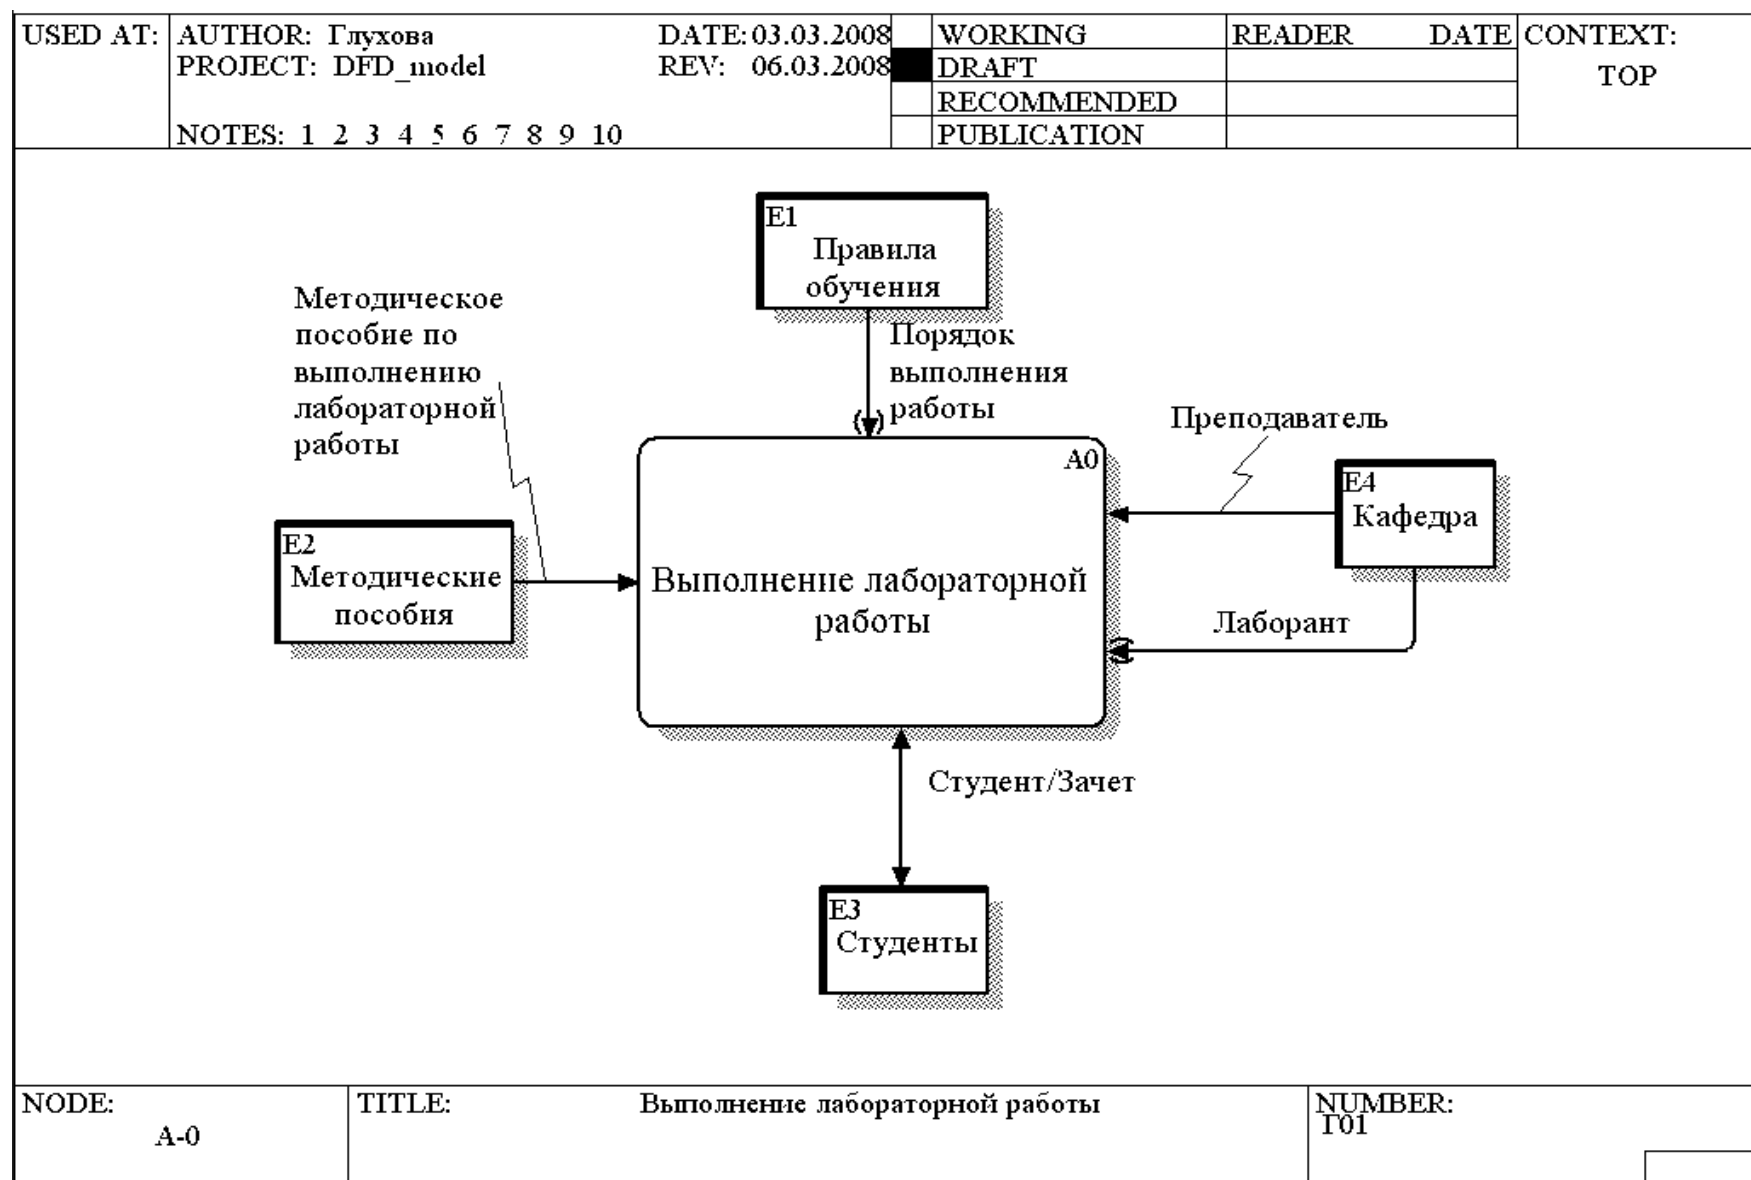 USED AT:
AUTHOR: Глухова
DATE: 03.03.2008
PROJECT: DFD_model
REV: 06.03.2008
NOTES: 1 2 3 4 5 6 7 8 9 10
WORKING
DRAFT
RECOMMENDED
PUBLICATION
READER DATE
CONTEXT:
TOP
E1
Правила
обучения
Методическое
пособие по
выполнению
лабораторной
работы
Порядок
выполнения
работы
Преподаватель
A0
E4
Кафедра
E2
Методические
пособия
Выполнение лабораторной
работы
Лаборант
Студент/Зачет
E3
Студенты
NODE:
A-0
TITLE:
Выполнение лабораторной работы
NUMBER:
Г01